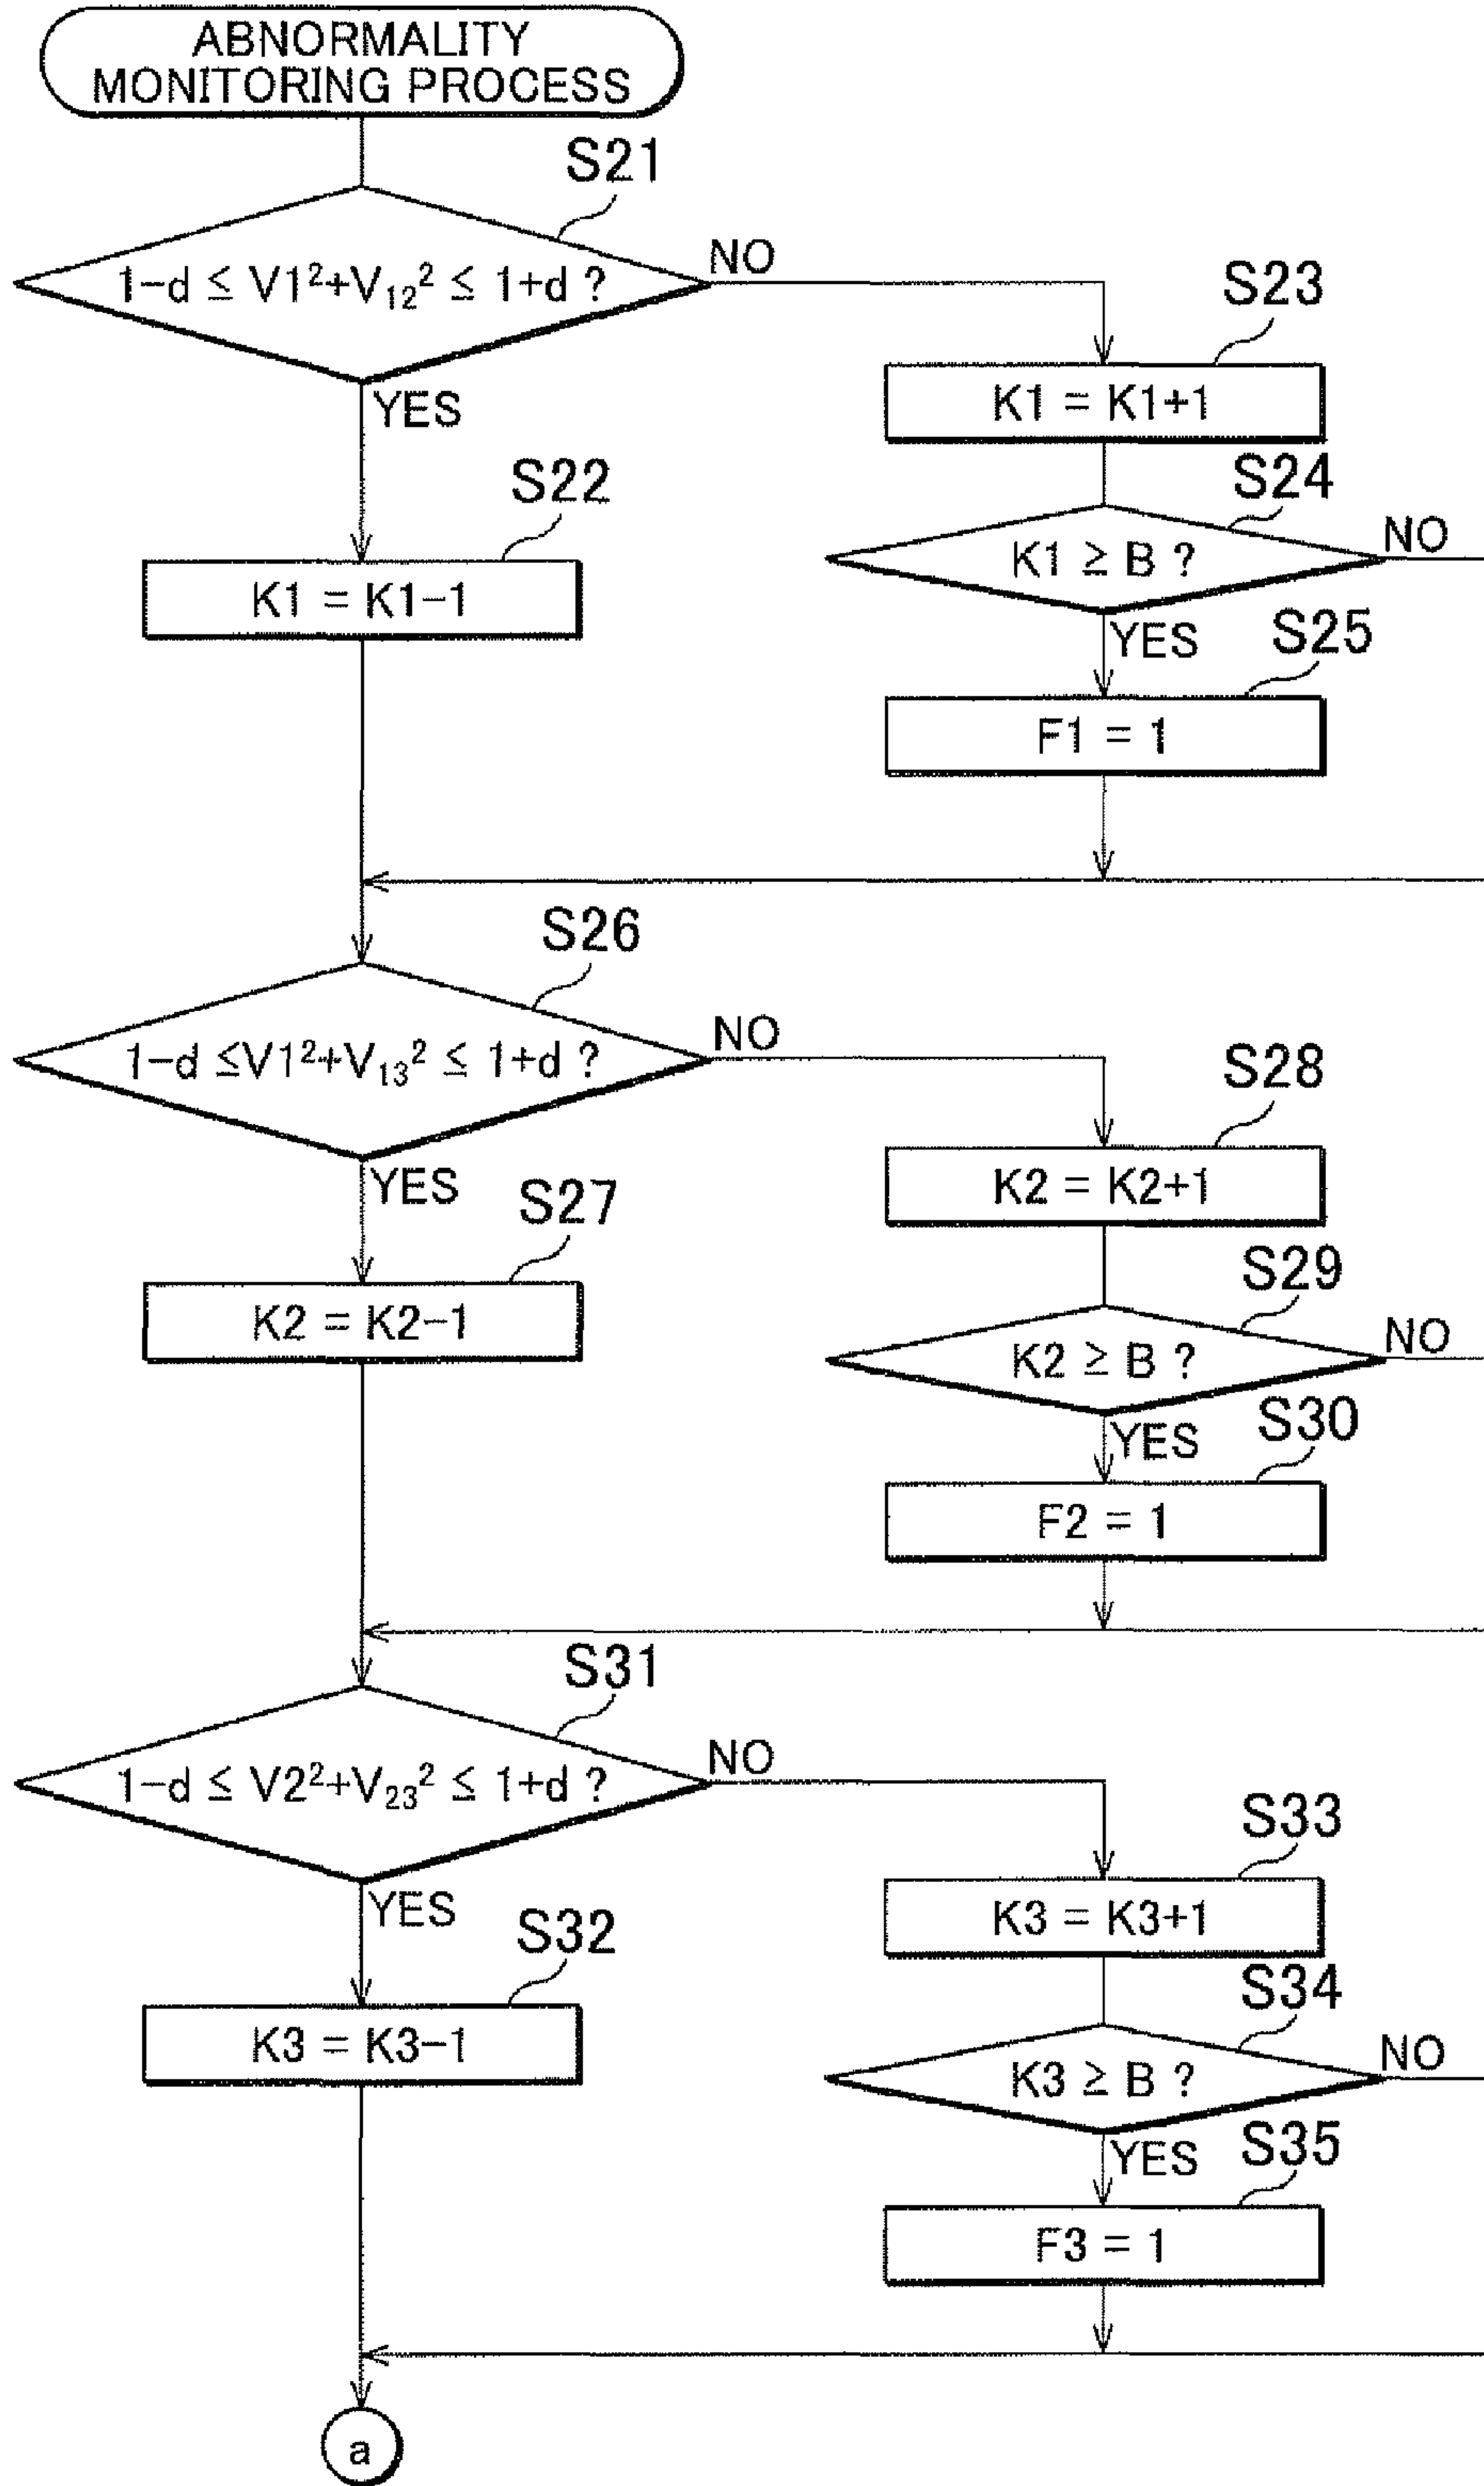 ABNORMALITY
MONITORING PROCESS
S21
1-d ≤ V1²+V₁₂² ≤ 1+d ?
NO
YES
S23
K1 = K1+1
S22
K1 = K1-1
S24
K1 ≥ B ?
NO
YES
S25
F1 = 1
S26
1-d ≤V1²+V₁₃² ≤ 1+d ?
NO
YES
S28
K2 = K2+1
S27
K2 = K2-1
S29
K2 ≥ B ?
NO
YES
S30
F2 = 1
S31
1-d ≤ V2²+V₂₃² ≤ 1+d ?
NO
YES
S33
K3 = K3+1
S32
K3 = K3-1
S34
K3 ≥ B ?
NO
YES
S35
F3 = 1
a